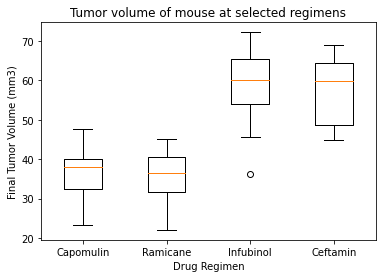 Tumor volume of mouse at selected regimens
Final Tumor Volume (mm3)
70
60
50
40
30
20
Capomulin Ramicane Infubinol Ceftamin
Drug Regimen